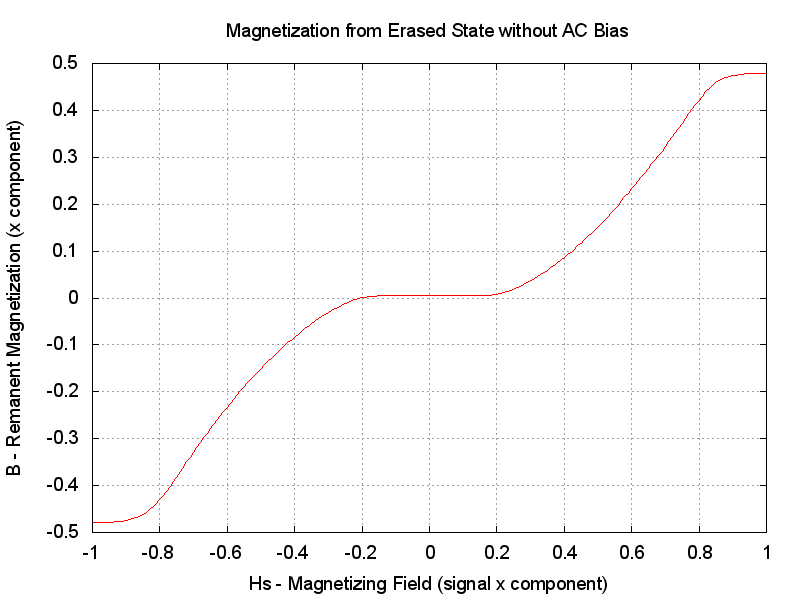 Magnetization from Erased State without AC Bias
0.5
0.4
0.3
0.2
0.1
0
-0.1
-0.2
-0.3
-0.4
-0.5
B - Remanent Magnetization (x component)
-1 -0.8 -0.6 -0.4 -0.2 0 0.2 0.4 0.6 0.8 1
Hs - Magnetizing Field (signal x component)